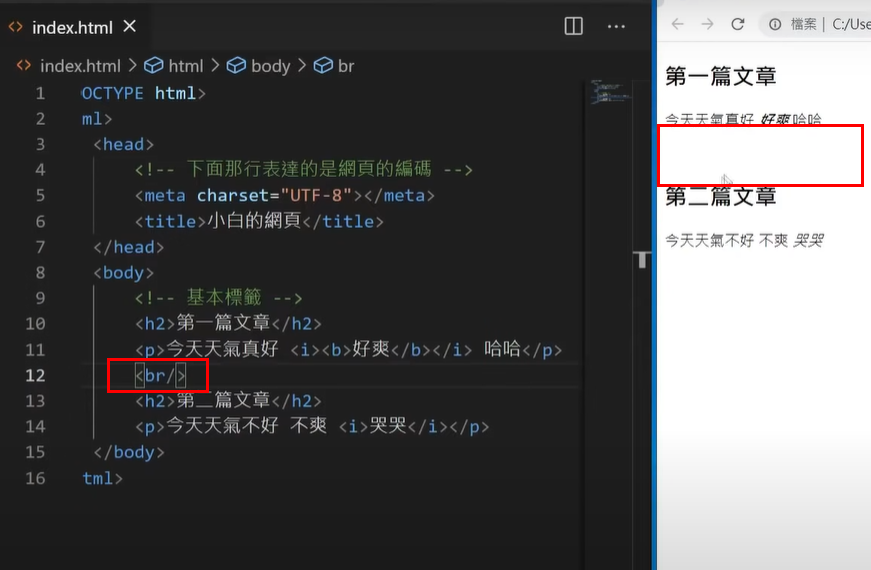 index.html
index.html > html > body > br
1 OCTYPE html>
2 ml>
3 <head>
4 <!-- 下面那行表達的是網頁的編碼 -->
5 <meta charset="UTF-8"></meta>
6 <title>小白的網頁</title>
7 </head>
8 <body>
9 <!-- 基本標籤 -->
10 <h2>第一篇文章</h2>
11 <p>今天天氣真好 <i><b>好爽</b></i> 哈哈</p>
12 <br/>
13 <h2>第二篇文章</h2>
14 <p>今天天氣不好 不爽 <i>哭哭</i></p>
15 </body>
16 tml>
檔案 | C:/Use
第一篇文章
今天天氣真好 好爽 哈哈
第二篇文章
今天天氣不好 不爽 哭哭